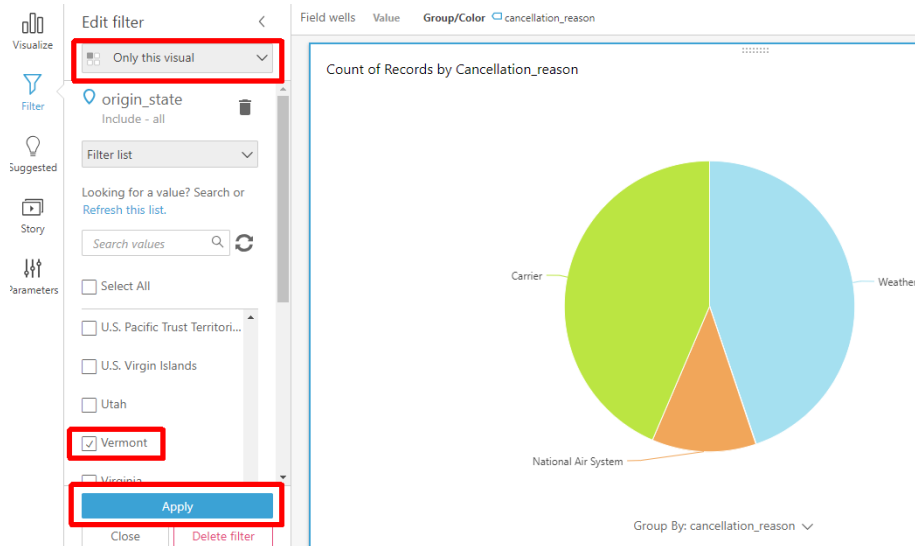 Visualize
Filter
Suggested
Story
Parameters
Edit filter
Only this visual
origin_state
Include - all
Filter list
Looking for a value? Search or
Refresh this list.
Search values
Select All
U.S. Pacific Trust Territori...
U.S. Virgin Islands
Utah
Vermont
Virginia
Apply
Close
Delete filter
Field wells Value Group/Color cancellation_reason
Count of Records by Cancellation_reason
Carrier
Weather
National Air System
Group By: cancellation_reason